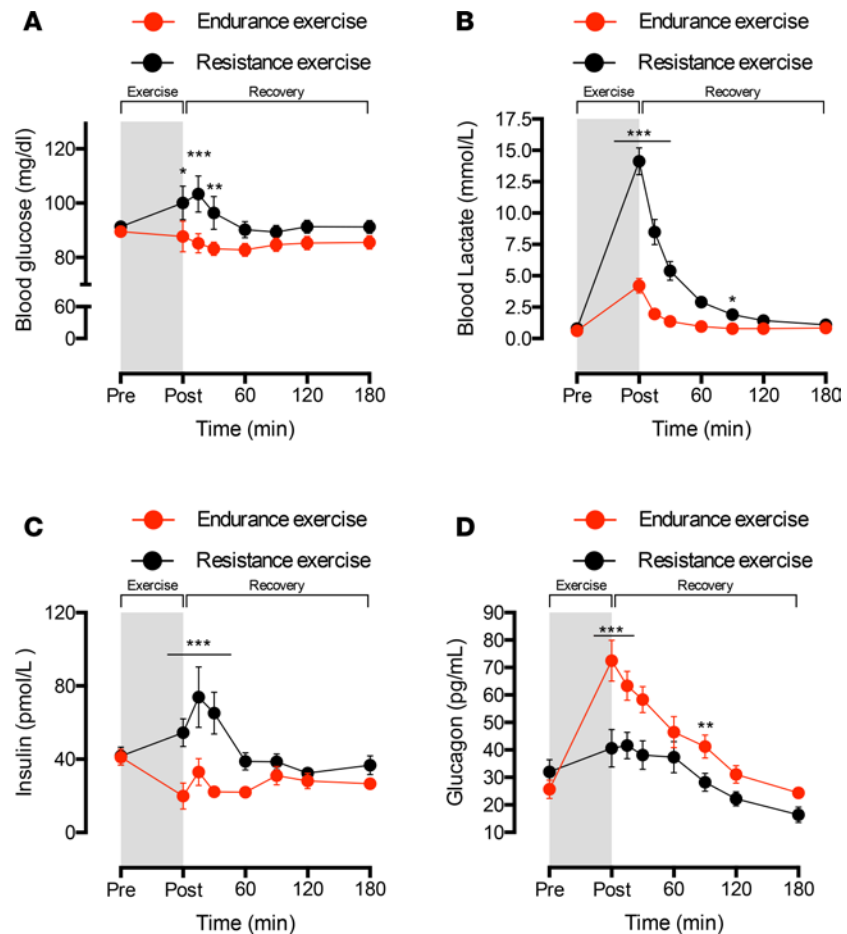 A
Endurance exercise
Resistance exercise
Exercise Recovery
Blood glucose (mg/dl)
120
100
80
60
0
*
***
**
Pre Post 60 120 180
Time (min)
B
Endurance exercise
Resistance exercise
Exercise Recovery
Blood Lactate (mmol/L)
17.5
15.0
12.5
10.0
7.5
5.0
2.5
0.0
***
*
Pre Post 60 120 180
Time (min)
C
Endurance exercise
Resistance exercise
Exercise Recovery
Insulin (pmol/L )
120
80
40
0
***
Pre Post 60 120 180
Time (min)
D
Endurance exercise
Resistance exercise
Exercise Recovery
Glucagon (pg/mL)
90
80
70
60
50
40
30
20
10
***
**
Pre Post 60 120 180
Time (min)